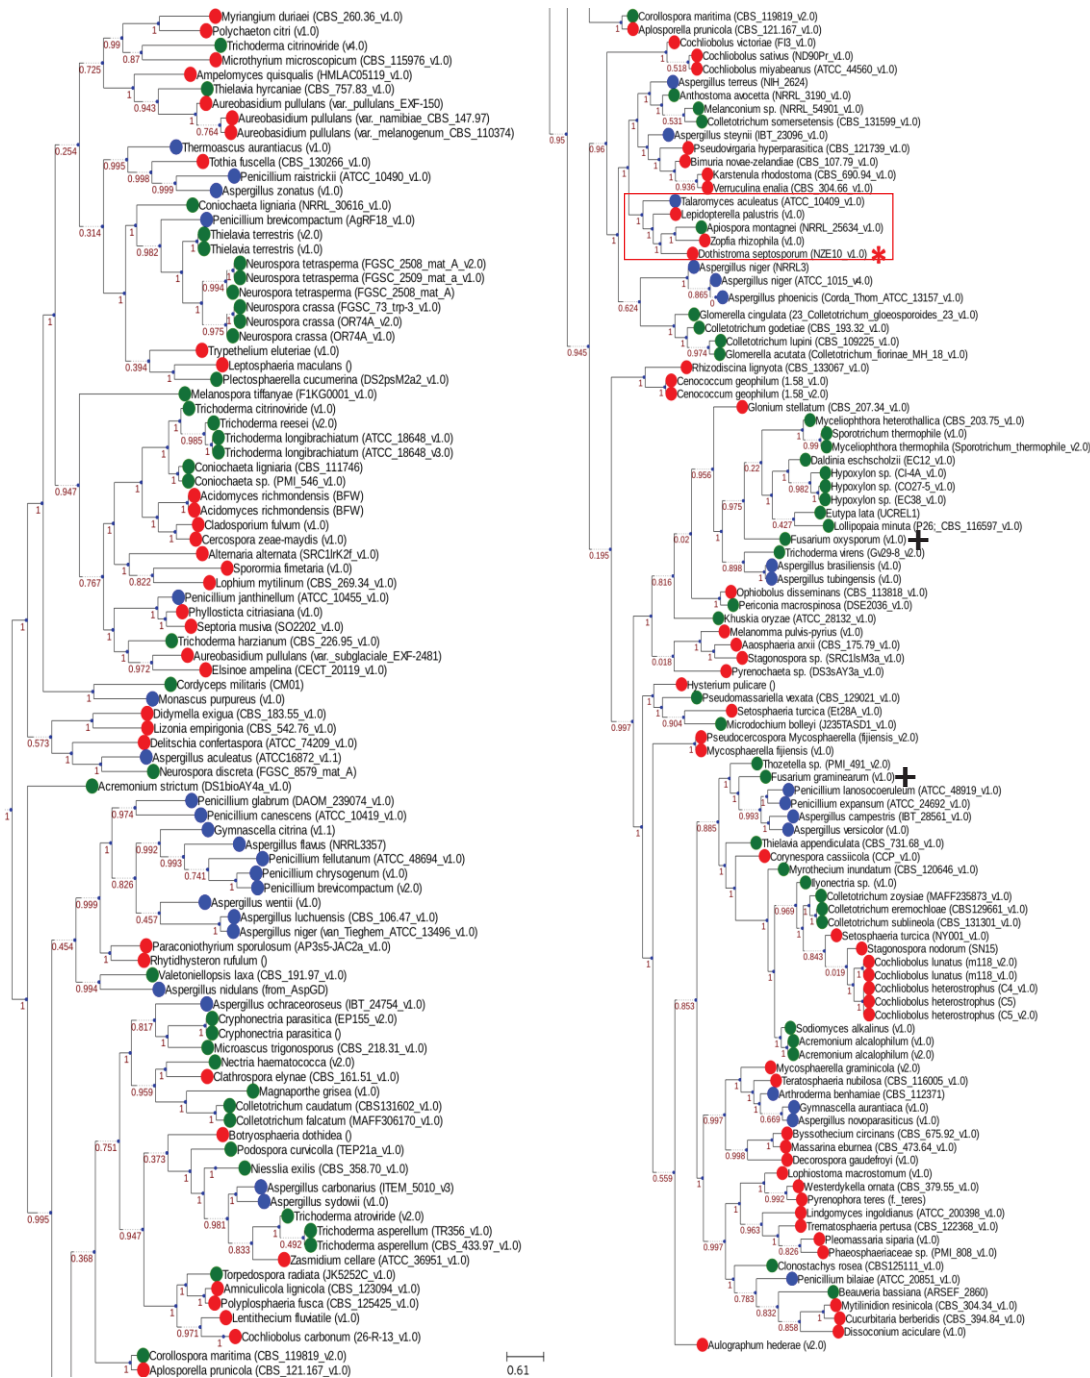 Myriangium duriaei (CBS_260.36_v1.0)
Polychaeton citri (v1.0)
Trichoderma citrinoviride (v4.0)
Microthyrium microscopicum (CBS_115976_v1.0)
Ampelomyces quisqualis (HMLAC05119_v1.0)
Thielavia hyrcaniae (CBS_757.83_v1.0)
Aureobasidium pullulans (var._pullulans_EXF-150)
Aureobasidium pullulans (var._namibiae_CBS_147.97)
Aureobasidium pullulans (var._melanogenum_CBS_110374)
Thermoascus aurantiacus (v1.0)
Tothia fuscella (CBS_130266_v1.0)
Penicillium raistrickii (ATCC_10490_v1.0)
Aspergillus zonatus (v1.0)
Coniochaeta ligniaria (NRRL_30616_v1.0)
Penicillium brevicompactum (AgRF18_v1.0)
Thielavia terrestris (v2.0)
Thielavia terrestris (v1.0)
Neurospora tetrasperma (FGSC_2508_mat_A_v2.0)
Neurospora tetrasperma (FGSC_2509_mat_a_v1.0)
Neurospora tetrasperma (FGSC_2508_mat_A)
Neurospora crassa (FGSC_73_trp-3_v1.0)
Neurospora crassa (OR74A_v2.0)
Neurospora crassa (OR74A_v1.0)
Trypethelium eluteriae (v1.0)
Leptosphaeria maculans ()
Plectosphaerella cucumerina (DS2psM2a2_v1.0)
Melanospora tiffanyae (F1KG0001_v1.0)
Trichoderma citrinoviride (v1.0)
Trichoderma reesei (v2.0)
Trichoderma longibrachiatum (ATCC_18648_v1.0)
Trichoderma longibrachiatum (ATCC_18648_v3.0)
Coniochaeta ligniaria (CBS_111746)
Coniochaeta sp. (PMI_546_v1.0)
Acidomyces richmondensis (BFW)
Acidomyces richmondensis (BFW)
Cladosporium fulvum (v1.0)
Cercospora zeae-maydis (v1.0)
Alternaria alternata (SRC1lrK2f_v1.0)
Sporormia fimetaria (v1.0)
Lophium mytilinum (CBS_269.34_v1.0)
Penicillium janthinellum (ATCC_10455_v1.0)
Phyllosticta citriasiana (v1.0)
Septoria musiva (SO2202_v1.0)
Trichoderma harzianum (CBS_226.95_v1.0)
Aureobasidium pullulans (var._subglaciale_EXF-2481)
Elsinoe ampelina (CECT_20119_v1.0)
Cordyceps militaris (CM01)
Monascus purpureus (v1.0)
Didymella exigua (CBS_183.55_v1.0)
Lizonia empirigonia (CBS_542.76_v1.0)
Delitschia confertaspora (ATCC_74209_v1.0)
Aspergillus aculeatus (ATCC16872_v1.1)
Neurospora discreta (FGSC_8579_mat_A)
Acremonium strictum (DS1bioAY4a_v1.0)
Penicillium glabrum (DAOM_239074_v1.0)
Penicillium canescens (ATCC_10419_v1.0)
Gymnascella citrina (v1.1)
Aspergillus flavus (NRRL3357)
Penicillium fellutanum (ATCC_48694_v1.0)
Penicillium chrysogenum (v1.0)
Penicillium brevicompactum (v2.0)
Aspergillus wentii (v1.0)
Aspergillus luchuensis (CBS_106.47_v1.0)
Aspergillus niger (van_Tieghem_ATCC_13496_v1.0)
Paraconiothyrium sporulosum (AP3s5-JAC2a_v1.0)
Rhytidhysteron rufulum ()
Valetoniellopsis laxa (CBS_191.97_v1.0)
Aspergillus nidulans (from_AspGD)
Aspergillus ochraceoroseus (IBT_24754_v1.0)
Cryphonectria parasitica (EP155_v2.0)
Cryphonectria parasitica ()
Microascus trigonosporus (CBS_218.31_v1.0)
Nectria haematococca (v2.0)
Clathrospora elynae (CBS_161.51_v1.0)
Magnaporthe grisea (v1.0)
Colletotrichum caudatum (CBS131602_v1.0)
Colletotrichum falcatum (MAFF306170_v1.0)
Botryosphaeria dothidea ()
Podospora curvicolla (TEP21a_v1.0)
Niesslia exilis (CBS_358.70_v1.0)
Aspergillus carbonarius (ITEM_5010_v3)
Aspergillus sydowii (v1.0)
Trichoderma atroviride (v2.0)
Trichoderma asperellum (TR356_v1.0)
Trichoderma asperellum (CBS_433.97_v1.0)
Zasmidium cellare (ATCC_36951_v1.0)
Torpedospora radiata (JK5252C_v1.0)
Amniculicola lignicola (CBS_123094_v1.0)
Polyplosphaeria fusca (CBS_125425_v1.0)
Lentithecium fluviatile (v1.0)
Cochliobolus carbonum (26-R-13_v1.0)
Corollospora maritima (CBS_119819_v2.0)
Aplosporella prunicola (CBS_121.167_v1.0)
0.61
Corollospora maritima (CBS_119819_v2.0)
Aplosporella prunicola (CBS_121.167_v1.0)
Cochliobolus victoriae (FI3_v1.0)
Cochliobolus sativus (ND90Pr_v1.0)
Cochliobolus miyabeanus (ATCC_44560_v1.0)
Aspergillus terreus (NIH_2624)
Anthostoma avocetta (NRRL_3190_v1.0)
Melanconium sp. (NRRL_54901_v1.0)
Colletotrichum somersetensis (CBS_131599_v1.0)
Aspergillus steynii (IBT_23096_v1.0)
Pseudovirgaria hyperparasitica (CBS_121739_v1.0)
Bimuria novae-zelandiae (CBS_107.79_v1.0)
Karstenula rhodostoma (CBS_690.94_v1.0)
Verruculina enalia (CBS_304.66_v1.0)
Talaromyces aculeatus (ATCC_10409_v1.0)
Lepidopterella palustris (v1.0)
Apiospora montagnei (NRRL_25634_v1.0)
Zopfia rhizophila (v1.0)
Dothistroma septosporum (NZE10_v1.0) *
Aspergillus niger (NRRL3)
Aspergillus niger (ATCC_1015_v4.0)
Aspergillus phoenicis (Corda_Thom_ATCC_13157_v1.0)
Glomerella cingulata (23_Colletotrichum_gloeosporoides_23_v1.0)
Colletotrichum godetiae (CBS_193.32_v1.0)
Colletotrichum lupini (CBS_109225_v1.0)
Glomerella acutata (Colletotrichum_fiorinae_MH_18_v1.0)
Rhizodiscina lignyota (CBS_133067_v1.0)
Cenococcum geophilum (1.58_v1.0)
Cenococcum geophilum (1.58_v2.0)
Glonium stellatum (CBS_207.34_v1.0)
Myceliophthora heterothallica (CBS_203.75_v1.0)
Sporotrichum thermophile (v1.0)
Myceliophthora thermophila (Sporotrichum_thermophile_v2.0)
Daldinia eschscholzii (EC12_v1.0)
Hypoxylon sp. (CI-4A_v1.0)
Hypoxylon sp. (CO27-5_v1.0)
Hypoxylon sp. (EC38_v1.0)
Eutypa lata (UCREL1)
Lollipopaia minuta (P26;_CBS_116597_v1.0)
Fusarium oxysporum (v1.0) +
Trichoderma virens (Gv29-8_v2.0)
Aspergillus brasiliensis (v1.0)
Aspergillus tubingensis (v1.0)
Ophiobolus disseminans (CBS_113818_v1.0)
Periconia macrospinosa (DSE2036_v1.0)
Khuskia oryzae (ATCC_28132_v1.0)
Melanomma pulvis-pyrius (v1.0)
Aaosphaeria arxii (CBS_175.79_v1.0)
Stagonospora sp. (SRC1lsM3a_v1.0)
Pyrenochaeta sp. (DS3sAY3a_v1.0)
Hysterium pulicare ()
Pseudomassariella vexata (CBS_129021_v1.0)
Setosphaeria turcica (Et28A_v1.0)
Microdochium bolleyi (J235TASD1_v1.0)
Pseudocercospora Mycosphaerella (fijiensis_v2.0)
Mycosphaerella fijiensis (v1.0)
Thozetella sp. (PMI_491_v2.0)
Fusarium graminearum (v1.0) +
Penicillium lanosocoeruleum (ATCC_48919_v1.0)
Penicillium expansum (ATCC_24692_v1.0)
Aspergillus campestris (IBT_28561_v1.0)
Aspergillus versicolor (v1.0)
Thielavia appendiculata (CBS_731.68_v1.0)
Corynespora cassiicola (CCP_v1.0)
Myrothecium inundatum (CBS_120646_v1.0)
Ilyonectria sp. (v1.0)
Colletotrichum zoysiae (MAFF235873_v1.0)
Colletotrichum eremochloae (CBS129661_v1.0)
Colletotrichum sublineola (CBS_131301_v1.0)
Setosphaeria turcica (NY001_v1.0)
Stagonospora nodorum (SN15)
Cochliobolus lunatus (m118_v2.0)
Cochliobolus lunatus (m118_v1.0)
Cochliobolus heterostrophus (C4_v1.0)
Cochliobolus heterostrophus (C5)
Cochliobolus heterostrophus (C5_v2.0)
Sodiomyces alkalinus (v1.0)
Acremonium alcalophilum (v1.0)
Acremonium alcalophilum (v2.0)
Mycosphaerella graminicola (v2.0)
Teratosphaeria nubilosa (CBS_116005_v1.0)
Arthroderma benhamiae (CBS_112371)
Gymnascella aurantiaca (v1.0)
Aspergillus novoparasiticus (v1.0)
Byssothecium circinans (CBS_675.92_v1.0)
Massarina eburnea (CBS_473.64_v1.0)
Decorospora gaudefroyi (v1.0)
Lophiostoma macrostomum (v1.0)
Westerdykella ornata (CBS_379.55_v1.0)
Pyrenophora teres (f._teres)
Lindgomyces ingoldianus (ATCC_200398_v1.0)
Trematosphaeria pertusa (CBS_122368_v1.0)
Pleomassaria siparia (v1.0)
Phaeosphaeriaceae sp. (PMI_808_v1.0)
Clonostachys rosea (CBS125111_v1.0)
Penicillium bilaiae (ATCC_20851_v1.0)
Beauveria bassiana (ARSEF_2860)
Mytilinidion resinicola (CBS_304.34_v1.0)
Cucurbitaria berberidis (CBS_394.84_v1.0)
Dissoconium aciculare (v1.0)
Aulographum hederae (v2.0)